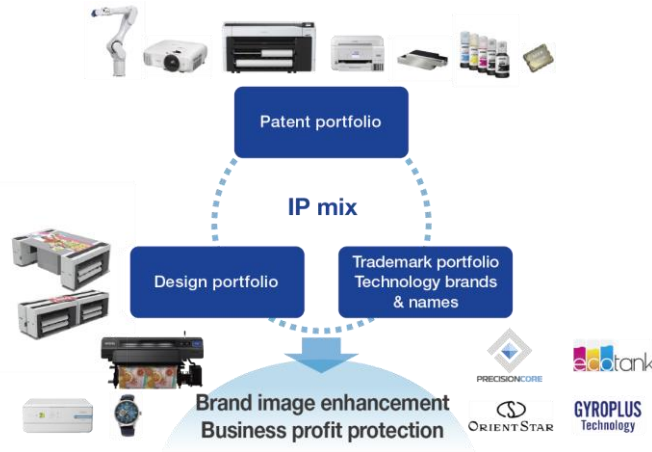 Patent portfolio
IP mix
Design portfolio
Trademark portfolio
Technology brands
& names
PRECISIONCORE
ecotank
ORIENT STAR
GYROPLUS
Technology
Brand image enhancement
Business profit protection